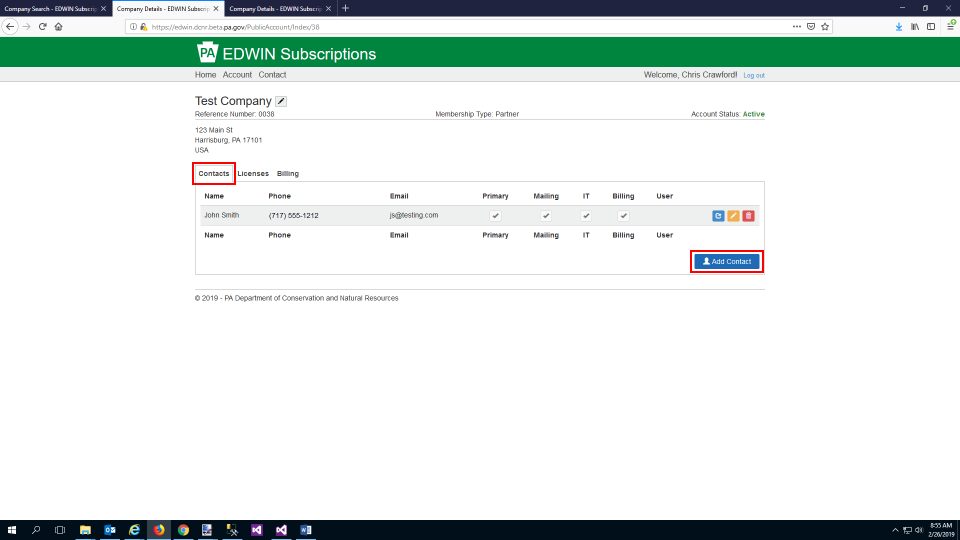 Company Search - EDWIN Subscrip
Company Details - EDWIN Subscrip
Company Details - EDWIN Subscrip
https://edwin.dcnr.beta.pa.gov/PublicAccount/Index/38
PA EDWIN Subscriptions
Home Account Contact Welcome, Chris Crawford! Log out
Test Company
Reference Number: 0038 Membership Type: Partner Account Status: Active
123 Main St
Harrisburg, PA 17101
USA
Contacts Licenses Billing
Name Phone Email Primary Mailing IT Billing User
John Smith (717) 555-1212 js@testing.com
Name Phone Email Primary Mailing IT Billing User
Add Contact
© 2019 - PA Department of Conservation and Natural Resources
8:55 AM
2/26/2019